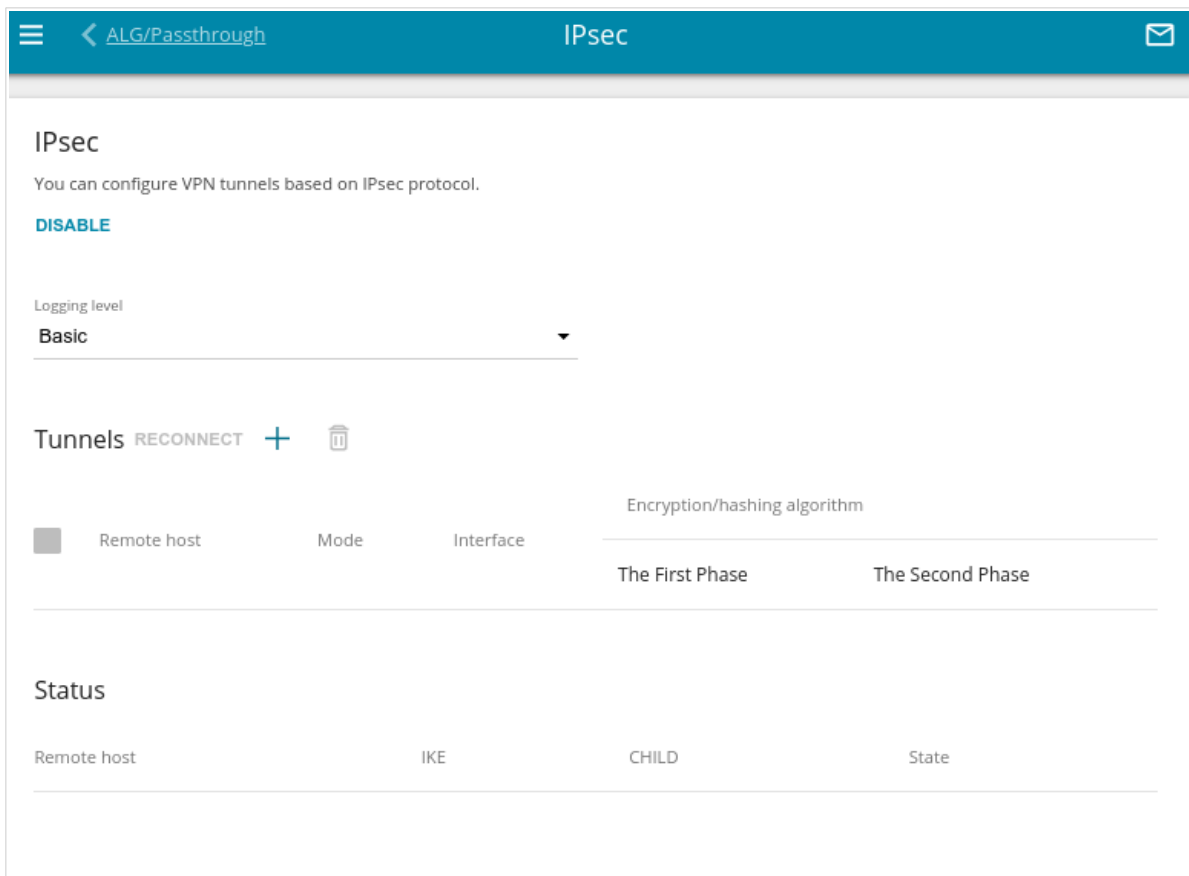 ALG/Passthrough IPsec
IPsec
You can configure VPN tunnels based on IPsec protocol.
DISABLE
Logging level
Basic
Tunnels RECONNECT
Encryption/hashing algorithm
Remote host Mode Interface
The First Phase The Second Phase
Status
Remote host IKE CHILD State